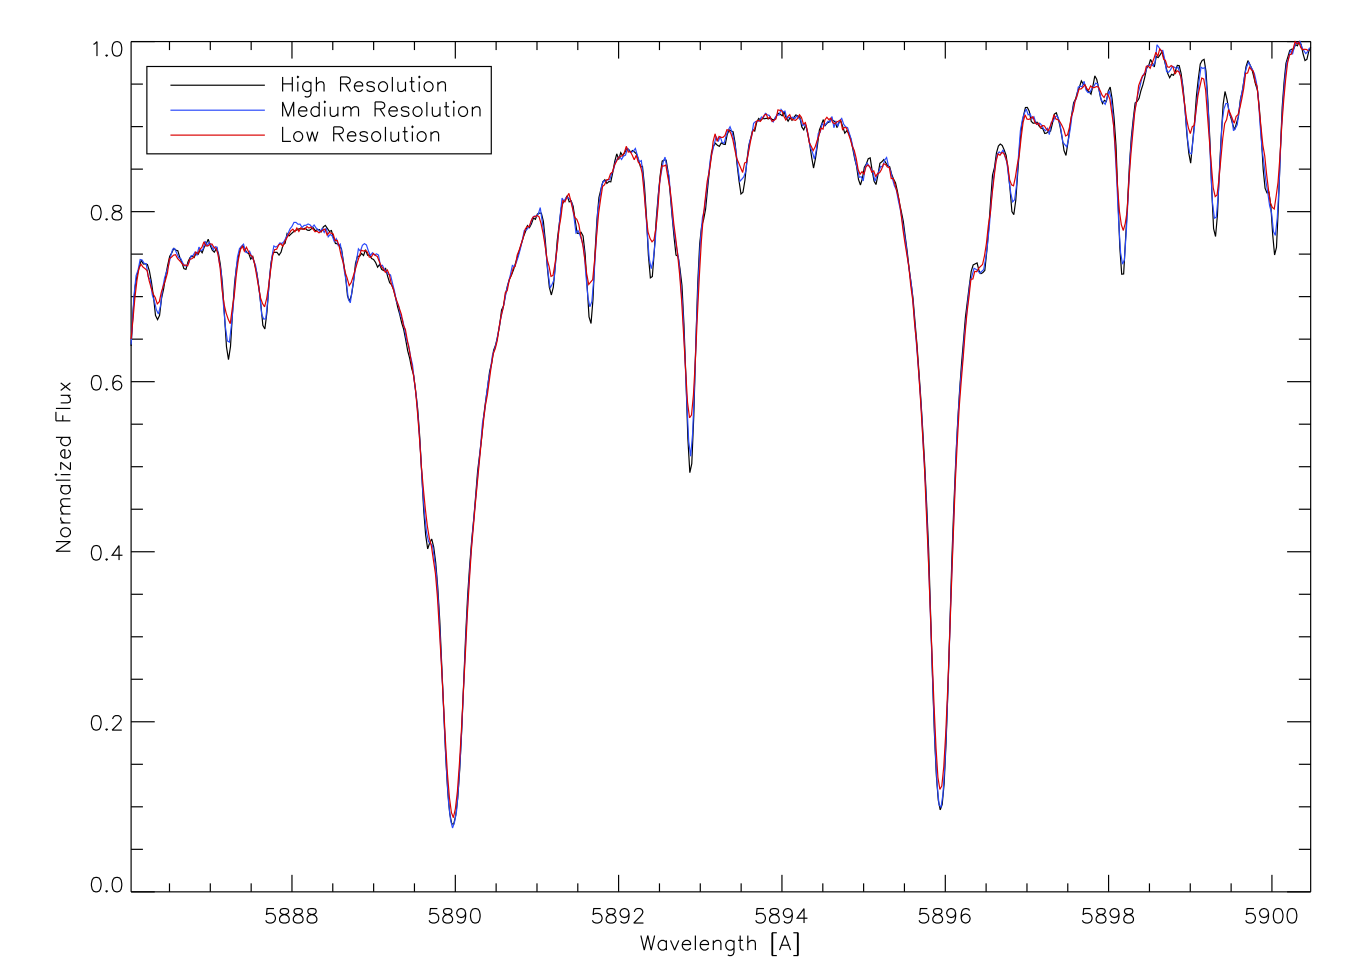 1.0
High Resolution
Medium Resolution
Low Resolution
0.8
0.6
Normalized Flux
0.4
0.2
0.0
5888 5890 5892 5894 5896 5898 5900
Wavelength [A]